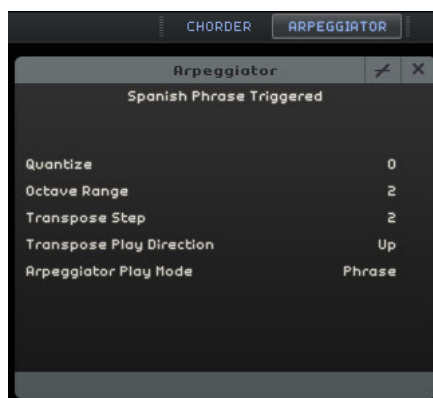 CHORDER ARPEGGIATOR
Arpeggiator
Spanish Phrase Triggered
Quantize 0
Octave Range 2
Transpose Step 2
Transpose Play Direction Up
Arpeggiator Play Mode Phrase